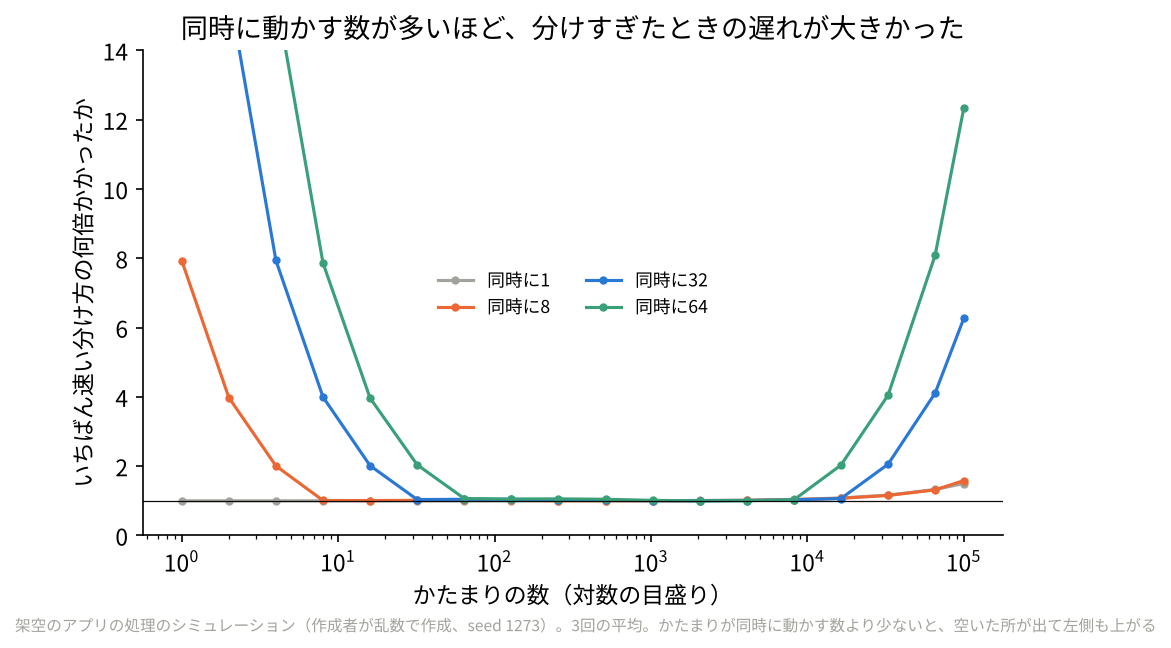 同時に動かす数が多いほど、分けすぎたときの遅れが大きかった
いちばん速い分け方の何倍かかったか
14
12
10
8
6
4
2
0
同時に1
同時に8
同時に32
同時に64
10⁰
10¹
10²
10³
10⁴
10⁵
かたまりの数（対数の目盛り）
架空のアプリの処理のシミュレーション（作成者が乱数で作成、seed 1273）。3回の平均。かたまりが同時に動かす数より少ないと、空いた所が出て左側も上がる